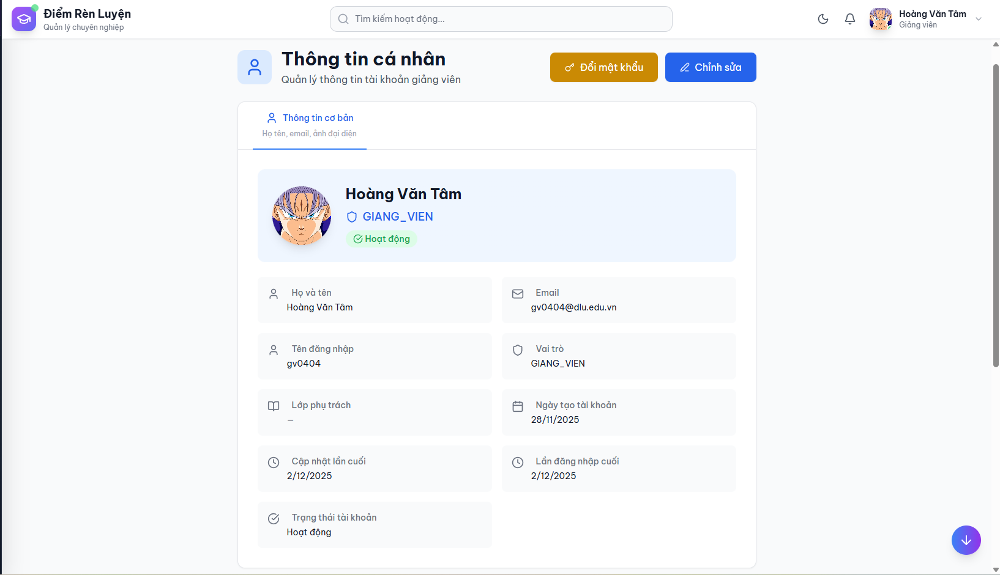 Điểm Rèn Luyện
Quản lý chuyên nghiệp
Tìm kiếm hoạt động...
Hoàng Văn Tâm
Giảng viên
Thông tin cá nhân
Quản lý thông tin tài khoản giảng viên
Đổi mật khẩu
Chỉnh sửa
Thông tin cơ bản
Họ tên, email, ảnh đại diện
Hoàng Văn Tâm
GIANG_VIEN
Hoạt động
Họ và tên
Hoàng Văn Tâm
Email
gv0404@dlu.edu.vn
Tên đăng nhập
gv0404
Vai trò
GIANG_VIEN
Lớp phụ trách
—
Ngày tạo tài khoản
28/11/2025
Cập nhật lần cuối
2/12/2025
Lần đăng nhập cuối
2/12/2025
Trạng thái tài khoản
Hoạt động